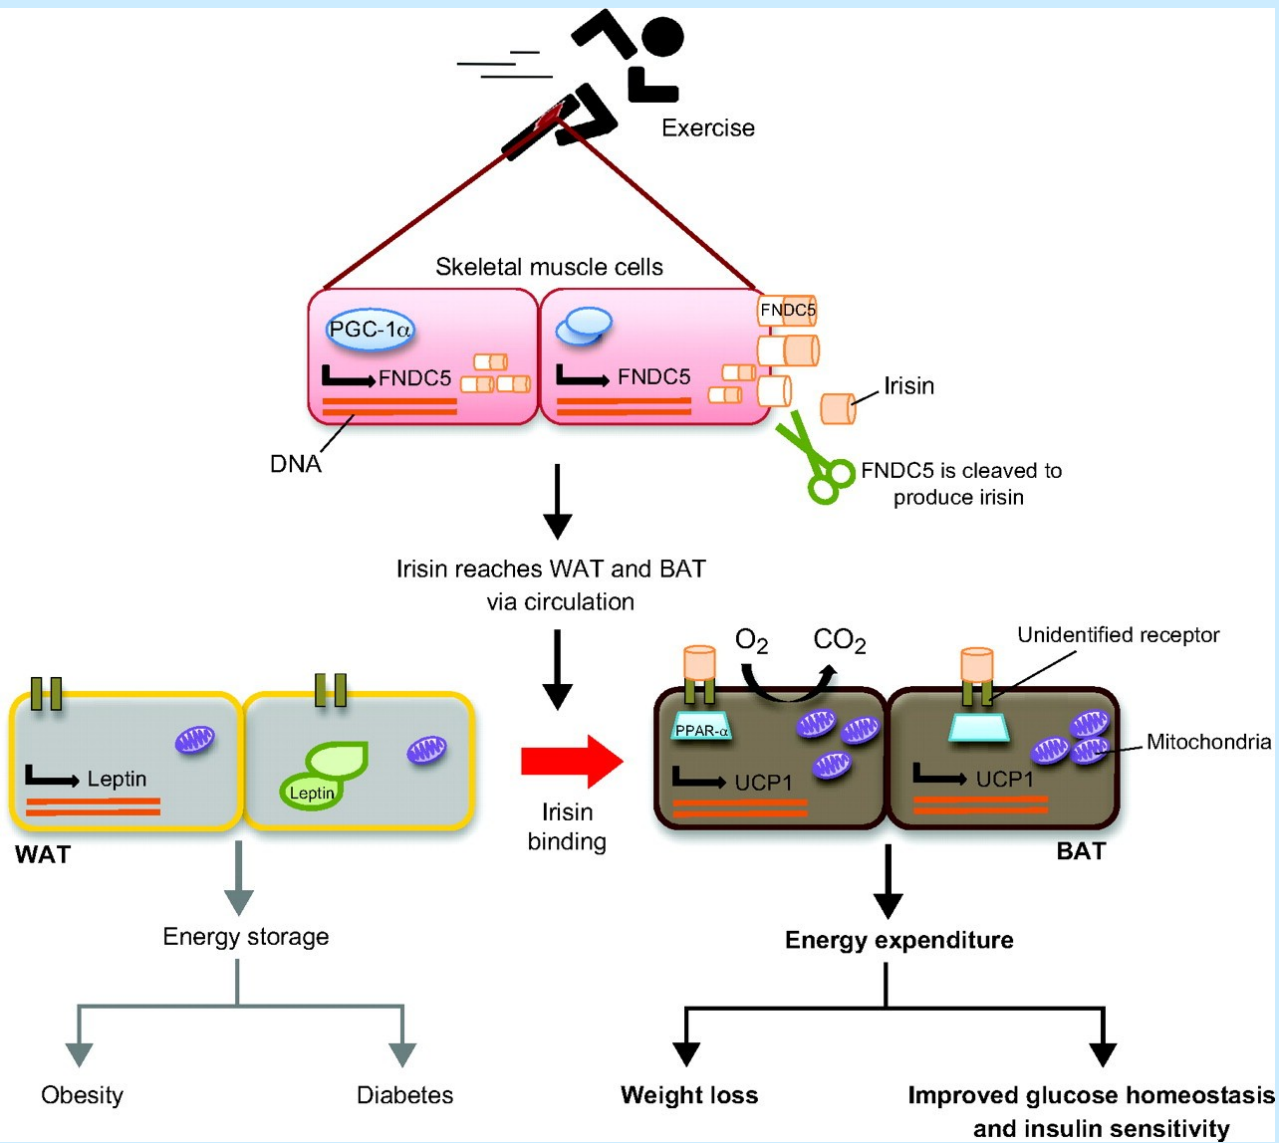 Exercise
Skeletal muscle cells
PGC-1α
FNDC5
FNDC5
FNDC5
Irisin
DNA
FNDC5 is cleaved to
produce irisin
Irisin reaches WAT and BAT
via circulation
O2
CO2
Unidentified receptor
PPAR-α
Mitochondria
Leptin
Leptin
UCP1
UCP1
Irisin
binding
WAT
BAT
Energy storage
Energy expenditure
Obesity
Diabetes
Weight loss
Improved glucose homeostasis
and insulin sensitivity